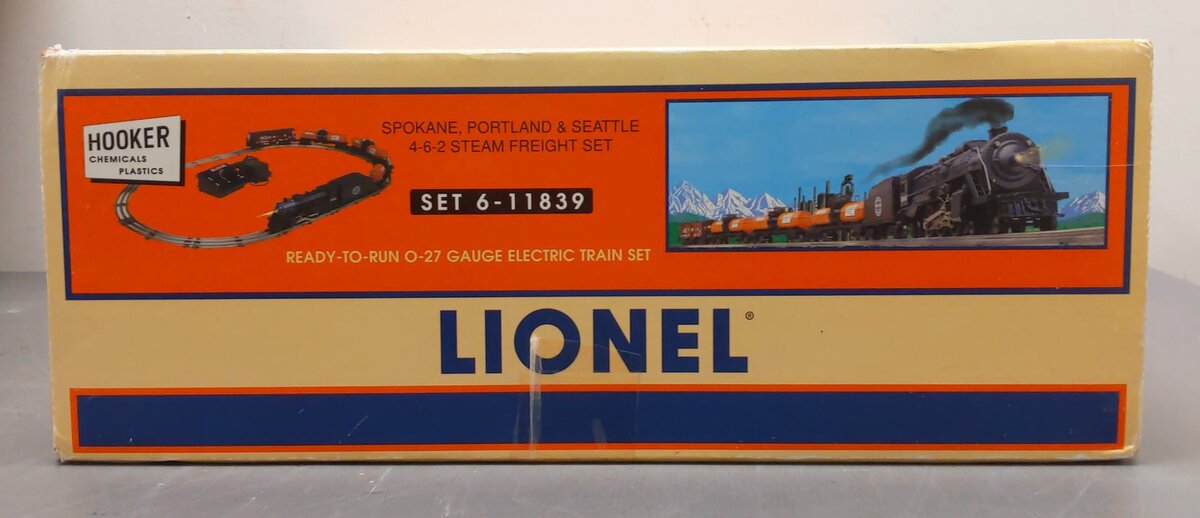 HOOKER
CHEMICALS
PLASTICS
SPOKANE, PORTLAND & SEATTLE
4-6-2 STEAM FREIGHT SET
SET 6-11839
READY-TO-RUN O-27 GAUGE ELECTRIC TRAIN SET
LIONEL®